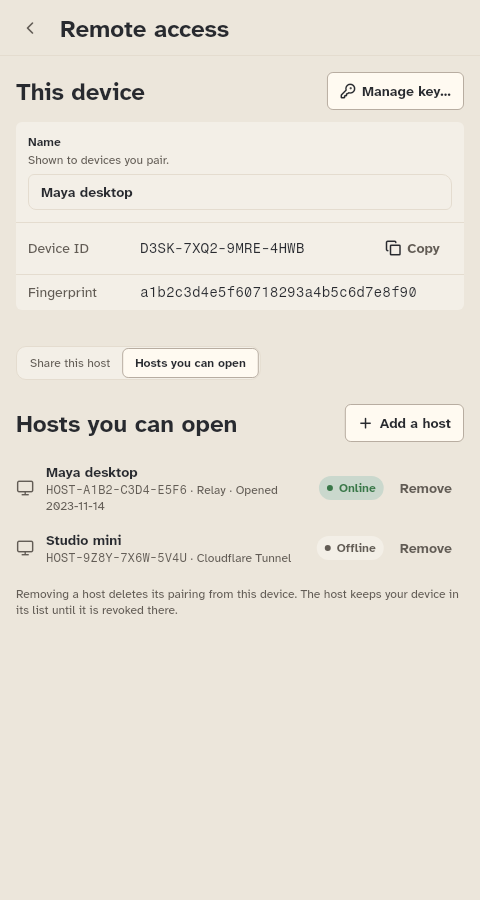 Remote access
This device
Manage key...
Name
Shown to devices you pair.
Maya desktop
Device ID
D3SK-7XQ2-9MRE-4HWB
Copy
Fingerprint
a1b2c3d4e5f60718293a4b5c6d7e8f90
Share this host
Hosts you can open
Hosts you can open
Add a host
Maya desktop
HOST-A1B2-C3D4-E5F6 · Relay · Opened
2023-11-14
Online
Remove
Studio mini
HOST-9Z8Y-7X6W-5V4U · Cloudflare Tunnel
Offline
Remove
Removing a host deletes its pairing from this device. The host keeps your device in
its list until it is revoked there.